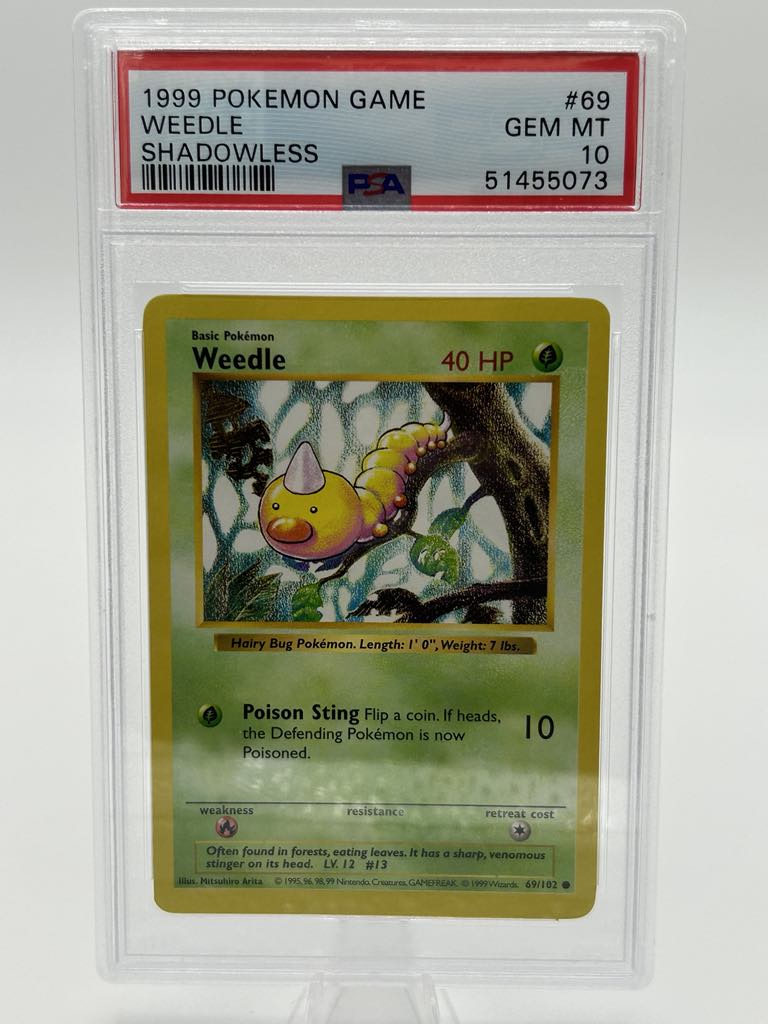 1999 POKEMON GAME #69
WEEDLE GEM MT
SHADOWLESS 10
PSA 51455073
Basic Pokémon
Weedle 40 HP
Hairy Bug Pokémon. Length: 1' 0", Weight: 7 lbs.
Poison Sting Flip a coin. If heads, 10
the Defending Pokémon is now
Poisoned.
weakness resistance retreat cost
Often found in forests, eating leaves. It has a sharp, venomous
stinger on its head. LV. 12 #13
Illus. Mitsuhiro Arita © 1995, 96, 98, 99 Nintendo, Creatures, GAMEFREAK. © 1999 Wizards. 69/102